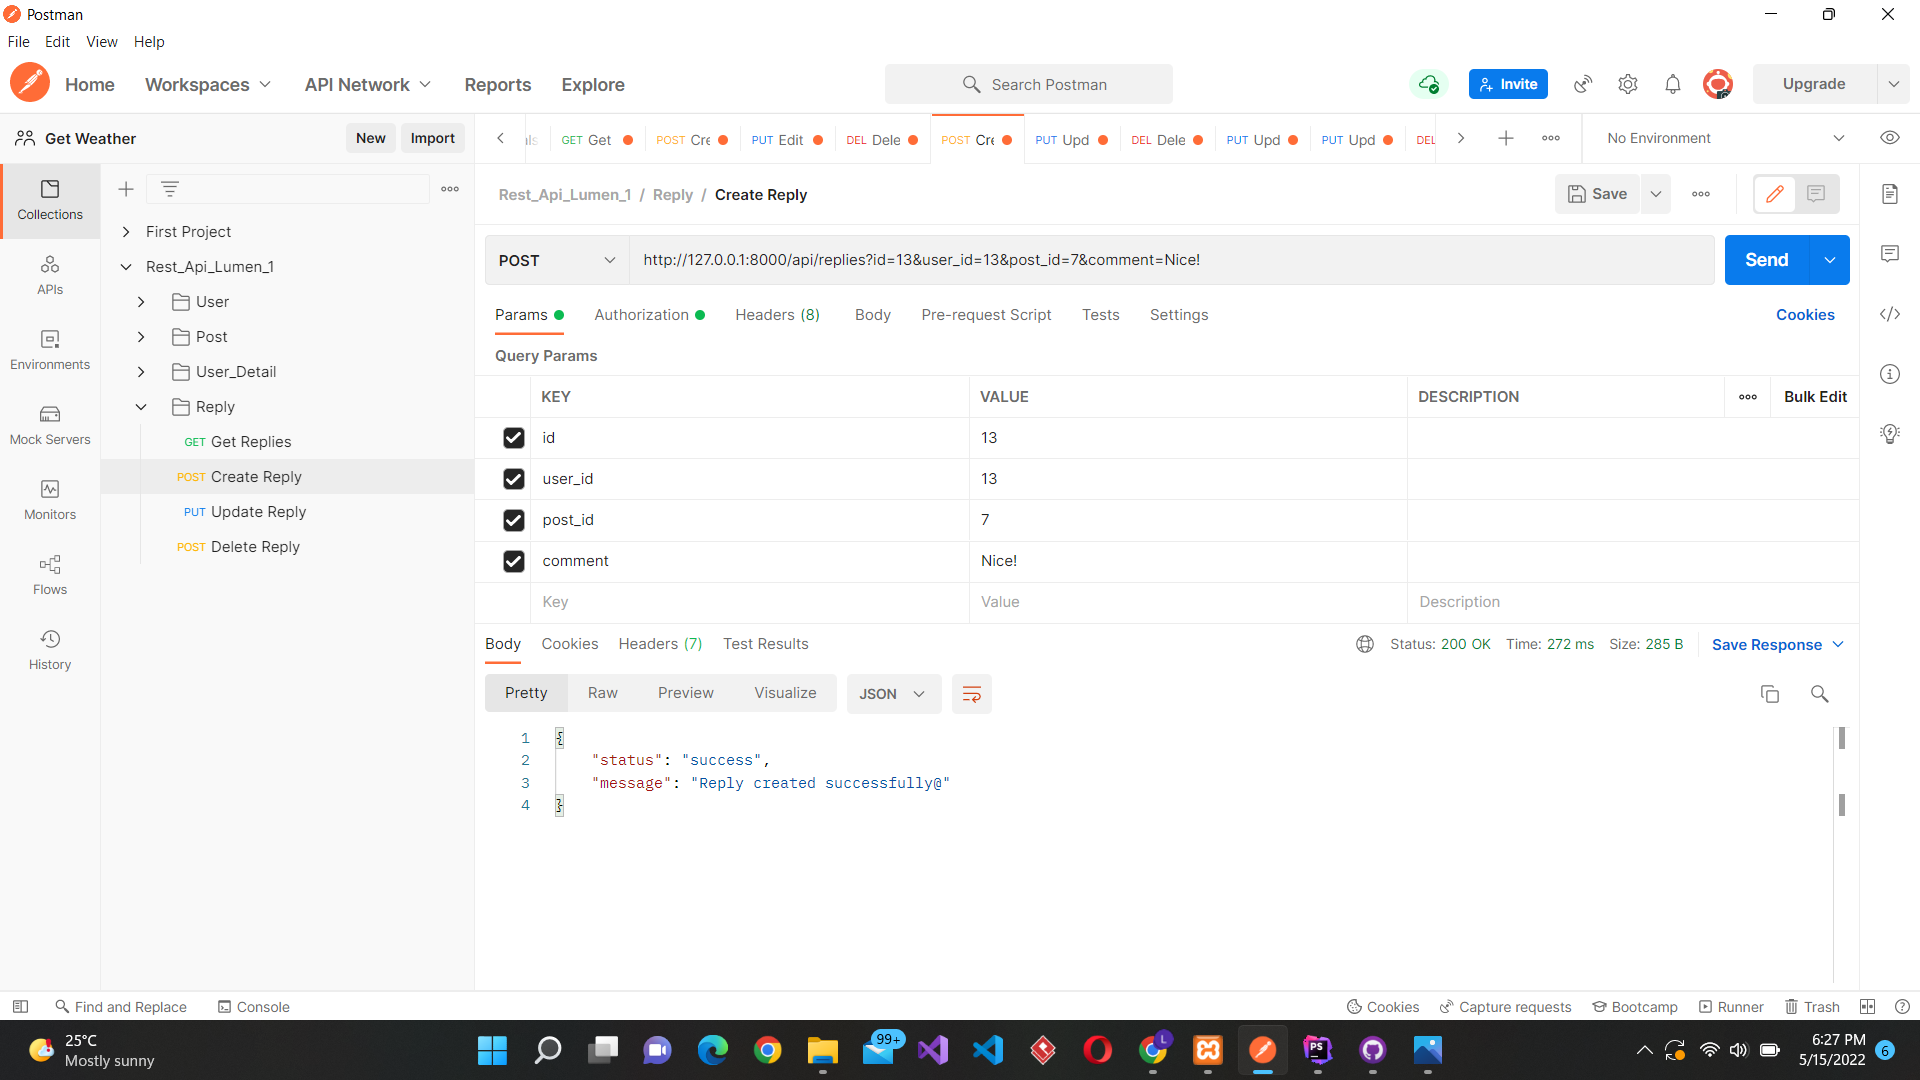 Postman
File Edit View Help
Home Workspaces API Network Reports Explore Search Postman Invite Upgrade
Get Weather New Import GET Get POST Cre PUT Edit DEL Dele POST Cre PUT Upd DEL Dele PUT Upd PUT Upd DEL No Environment
Collections
APIs
Environments
Mock Servers
Monitors
Flows
History
First Project
Rest_Api_Lumen_1
User
Post
User_Detail
Reply
GET Get Replies
POST Create Reply
PUT Update Reply
POST Delete Reply
Rest_Api_Lumen_1 / Reply / Create Reply Save
POST http://127.0.0.1:8000/api/replies?id=13&user_id=13&post_id=7&comment=Nice! Send
Params Authorization Headers (8) Body Pre-request Script Tests Settings Cookies
Query Params
KEY VALUE DESCRIPTION Bulk Edit
id 13
user_id 13
post_id 7
comment Nice!
Key Value Description
Body Cookies Headers (7) Test Results Status: 200 OK Time: 272 ms Size: 285 B Save Response
Pretty Raw Preview Visualize JSON
1 {
2 "status": "success",
3 "message": "Reply created successfully@"
4 }
Find and Replace Console Cookies Capture requests Bootcamp Runner Trash
25°C
Mostly sunny
99+
L
PS
6:27 PM
5/15/2022
6